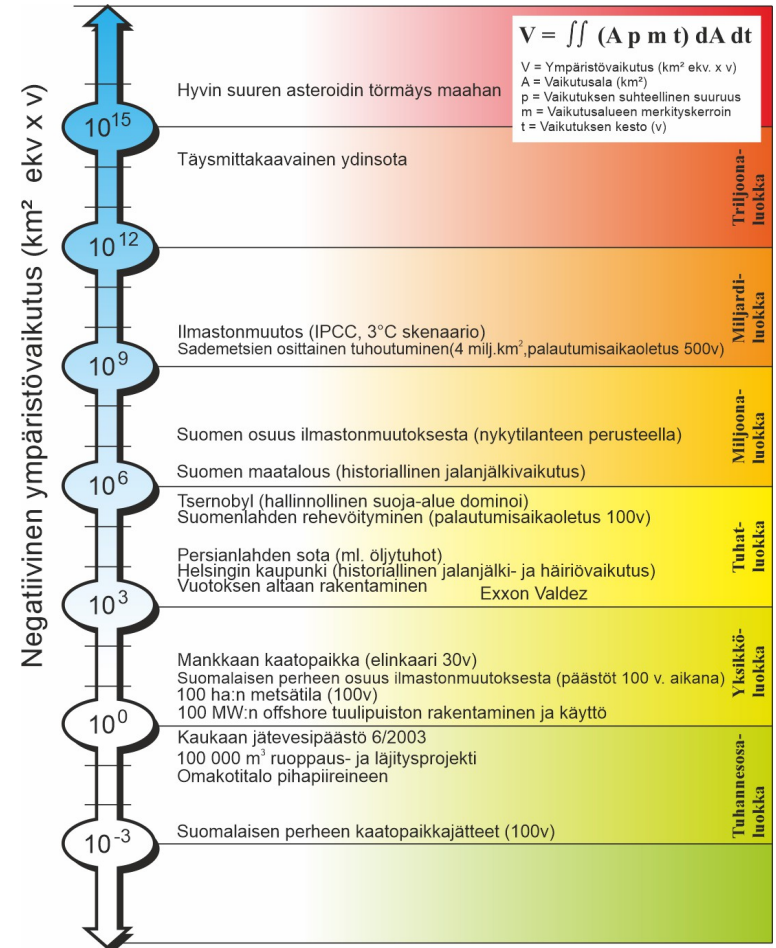 V = ∬ (A p m t) dA dt
V = Ympäristövaikutus (km² ekv. x v)
A = Vaikutusala (km²)
p = Vaikutuksen suhteellinen suuruus
m = Vaikutusalueen merkityskerroin
t = Vaikutuksen kesto (v)
Negatiivinen ympäristövaikutus (km² ekv x v)
Hyvin suuren asteroidin törmäys maahan
10¹⁵
Täysmittakaavainen ydinsota
Triljoona-
luokka
10¹²
Ilmastonmuutos (IPCC, 3°C skenaario)
Sademetsien osittainen tuhoutuminen(4 milj.km²,palautumisaikaoletus 500v)
Miljardi-
luokka
10⁹
Suomen osuus ilmastonmuutoksesta (nykytilanteen perusteella)
Suomen maatalous (historiallinen jalanjälkivaikutus)
Miljoona-
luokka
10⁶
Tsernobyl (hallinnollinen suoja-alue dominoi)
Suomenlahden rehevöityminen (palautumisaikaoletus 100v)
Persianlahden sota (ml. öljytuhot)
Helsingin kaupunki (historiallinen jalanjälki- ja häiriövaikutus)
Vuotoksen altaan rakentaminen
Exxon Valdez
Tuhat-
luokka
10³
Mankkaan kaatopaikka (elinkaari 30v)
Suomalaisen perheen osuus ilmastonmuutoksesta (päästöt 100 v. aikana)
100 ha:n metsätila (100v)
100 MW:n offshore tuulipuiston rakentaminen ja käyttö
Yksikkö-
luokka
10⁰
Kaukaan jätevesipäästö 6/2003
100 000 m³ ruoppaus- ja läjitysprojekti
Omakotitalo pihapiireineen
Suomalaisen perheen kaatopaikkajätteet (100v)
Tuhannesosa-
luokka
10⁻³